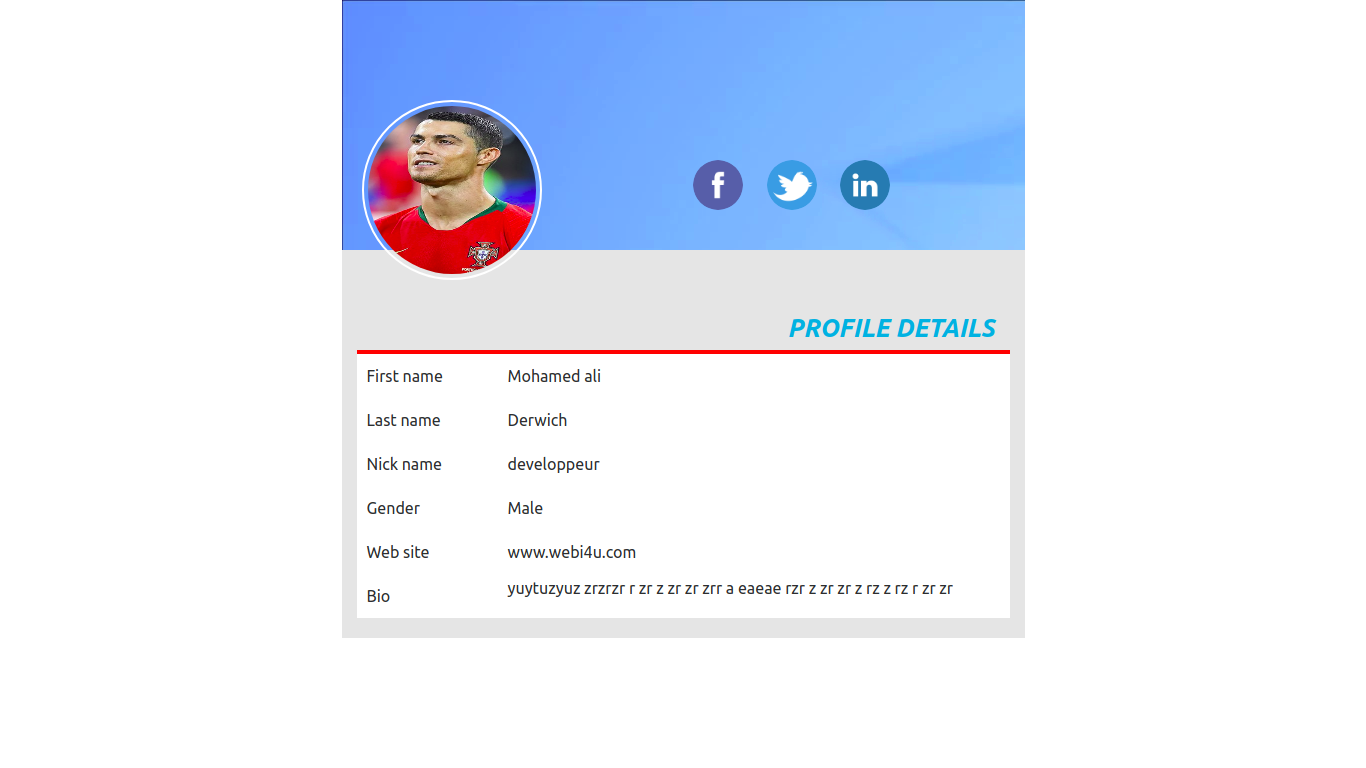 f in
PROFILE DETAILS
First name Mohamed ali
Last name Derwich
Nick name developpeur
Gender Male
Web site www.webi4u.com
Bio yuytuzyuz zrzrzr r zr z zr zr zrr a eaeae rzr z zr zr z rz z rz r zr zr